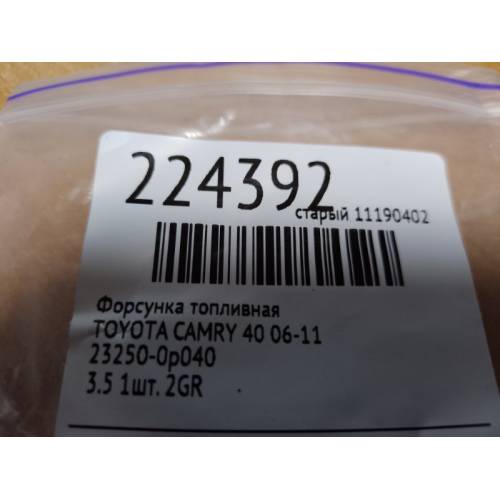 224392
старый 11190402
Форсунка топливная
TOYOTA CAMRY 40 06-11
23250-0p040
3.5 1шт. 2GR